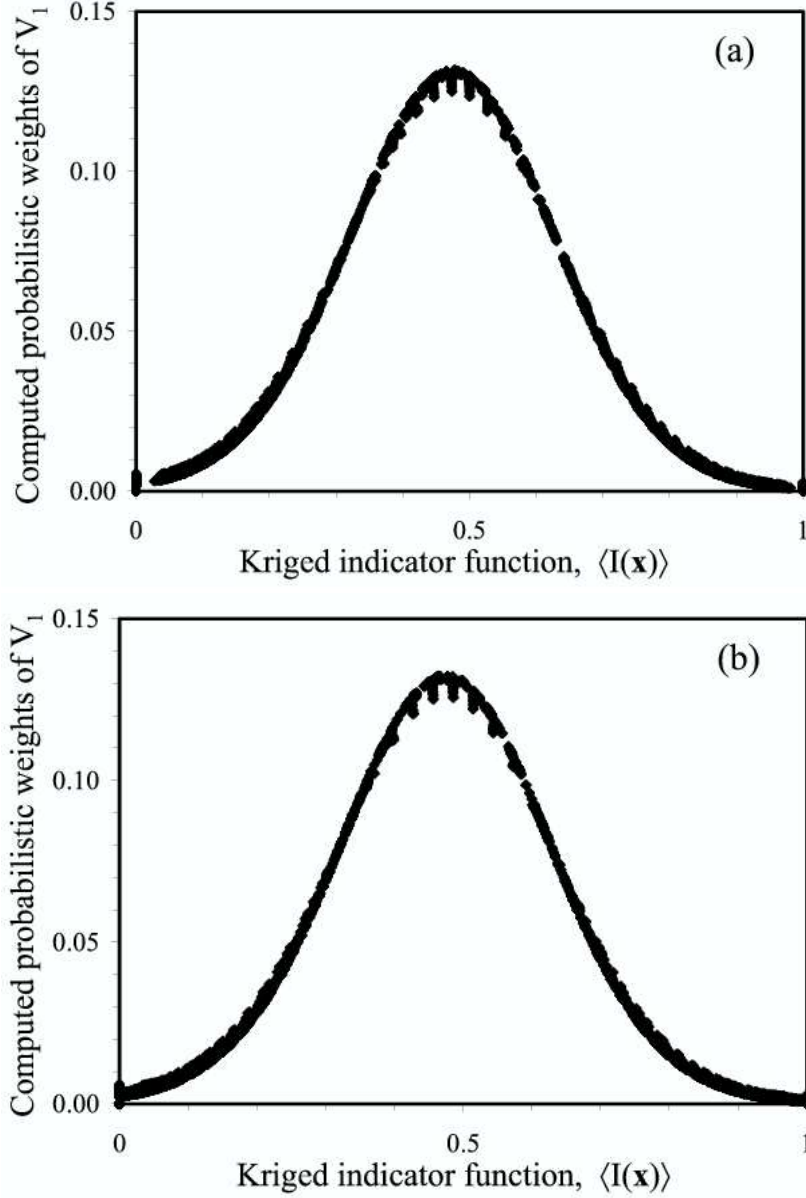 Computed probabilistic weights of V1
0.15
0.10
0.05
0.00
(a)
0
0.5
1
Kriged indicator function, ⟨I(x)⟩
Computed probabilistic weights of V1
0.15
0.10
0.05
0.00
(b)
0
0.5
1
Kriged indicator function, ⟨I(x)⟩